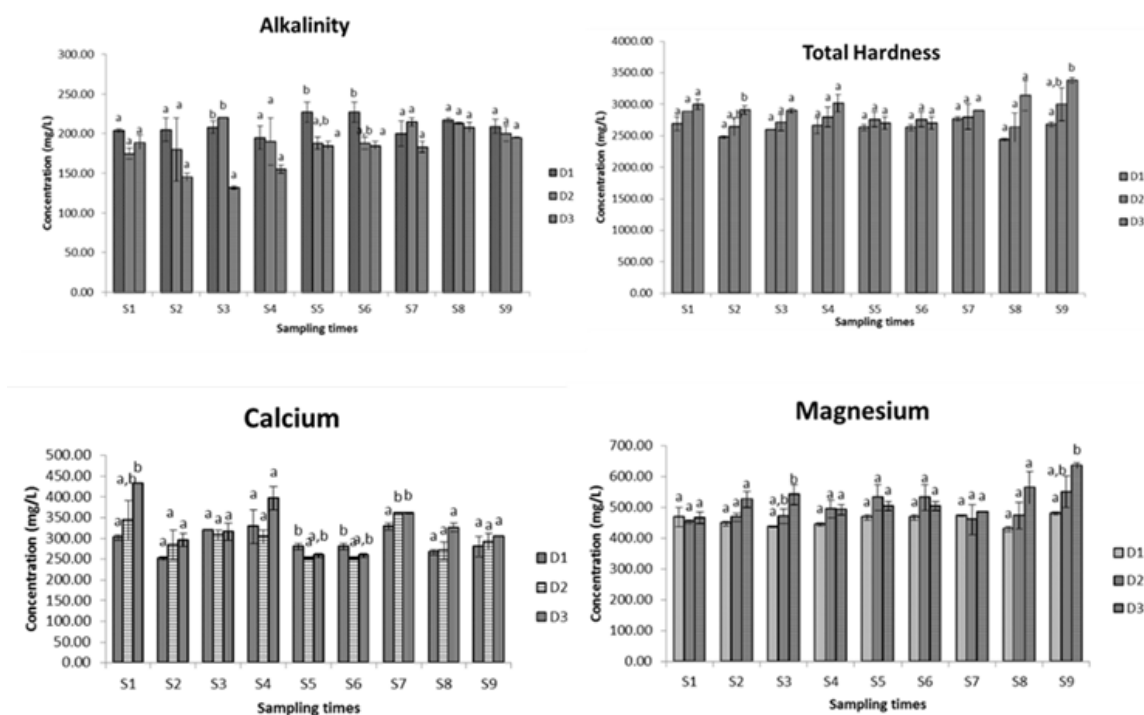 Alkalinity
Concentration (mg/L)
300.00
250.00
200.00
150.00
100.00
50.00
0.00
a a a a a a b b a a a a b a,b a b a,b a a a a a a a a a a
S1 S2 S3 S4 S5 S6 S7 S8 S9
Sampling times
D1
D2
D3
Total Hardness
Concentration (mg/L)
4000.00
3500.00
3000.00
2500.00
2000.00
1500.00
1000.00
500.00
0.00
a a a a a,b b a a a a a a a a a a a a a a a a a a a a,b b
S1 S2 S3 S4 S5 S6 S7 S8 S9
Sampling times
D1
D2
D3
Calcium
Concentration (mg/L)
500.00
450.00
400.00
350.00
300.00
250.00
200.00
150.00
100.00
50.00
0.00
a a,b b a a a a a a a a a b a a,b b a a,b a b b a a a a a a
S1 S2 S3 S4 S5 S6 S7 S8 S9
Sampling times
D1
D2
D3
Magnesium
Concentration (mg/L)
700.00
600.00
500.00
400.00
300.00
200.00
100.00
0.00
a a a a a a a a,b b a a a a a a a a a a a a a a a a a,b b
S1 S2 S3 S4 S5 S6 S7 S8 S9
Sampling times
D1
D2
D3